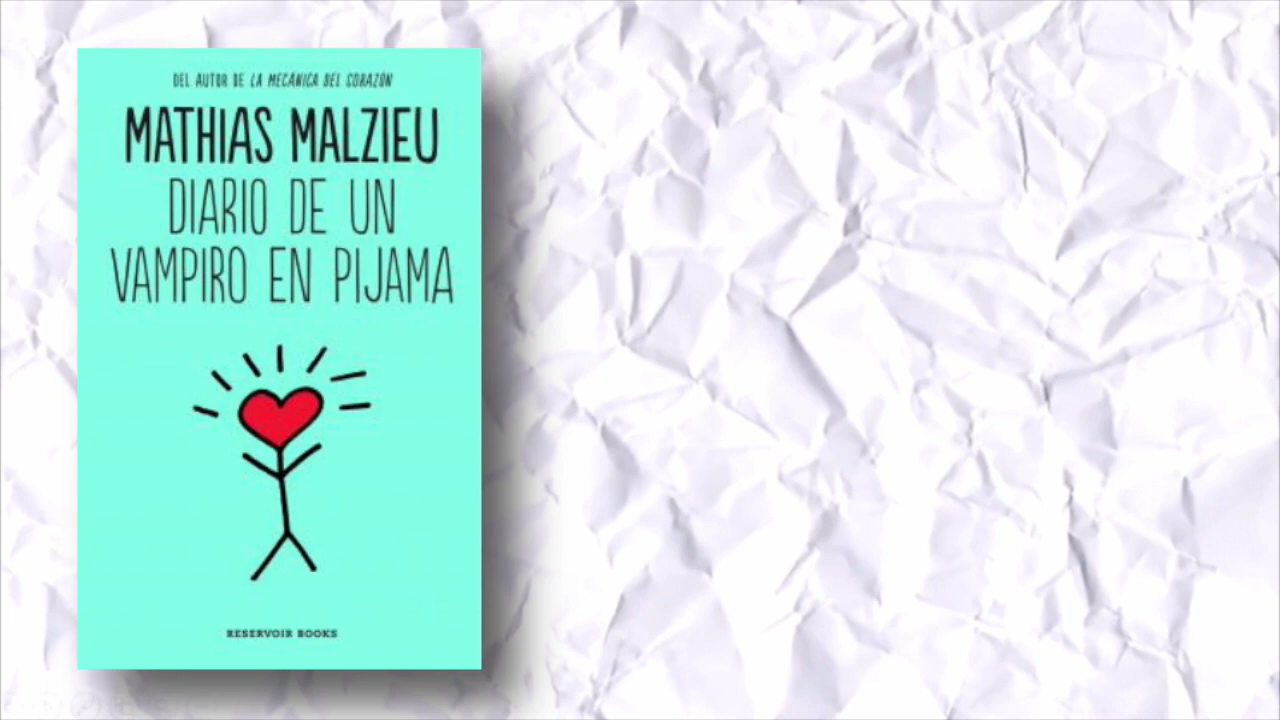 DEL AUTOR DE LA MECÁNICA DEL CORAZÓN
MATHIAS MALZIEU
DIARIO DE UN
VAMPIRO EN PIJAMA
RESERVOIR BOOKS